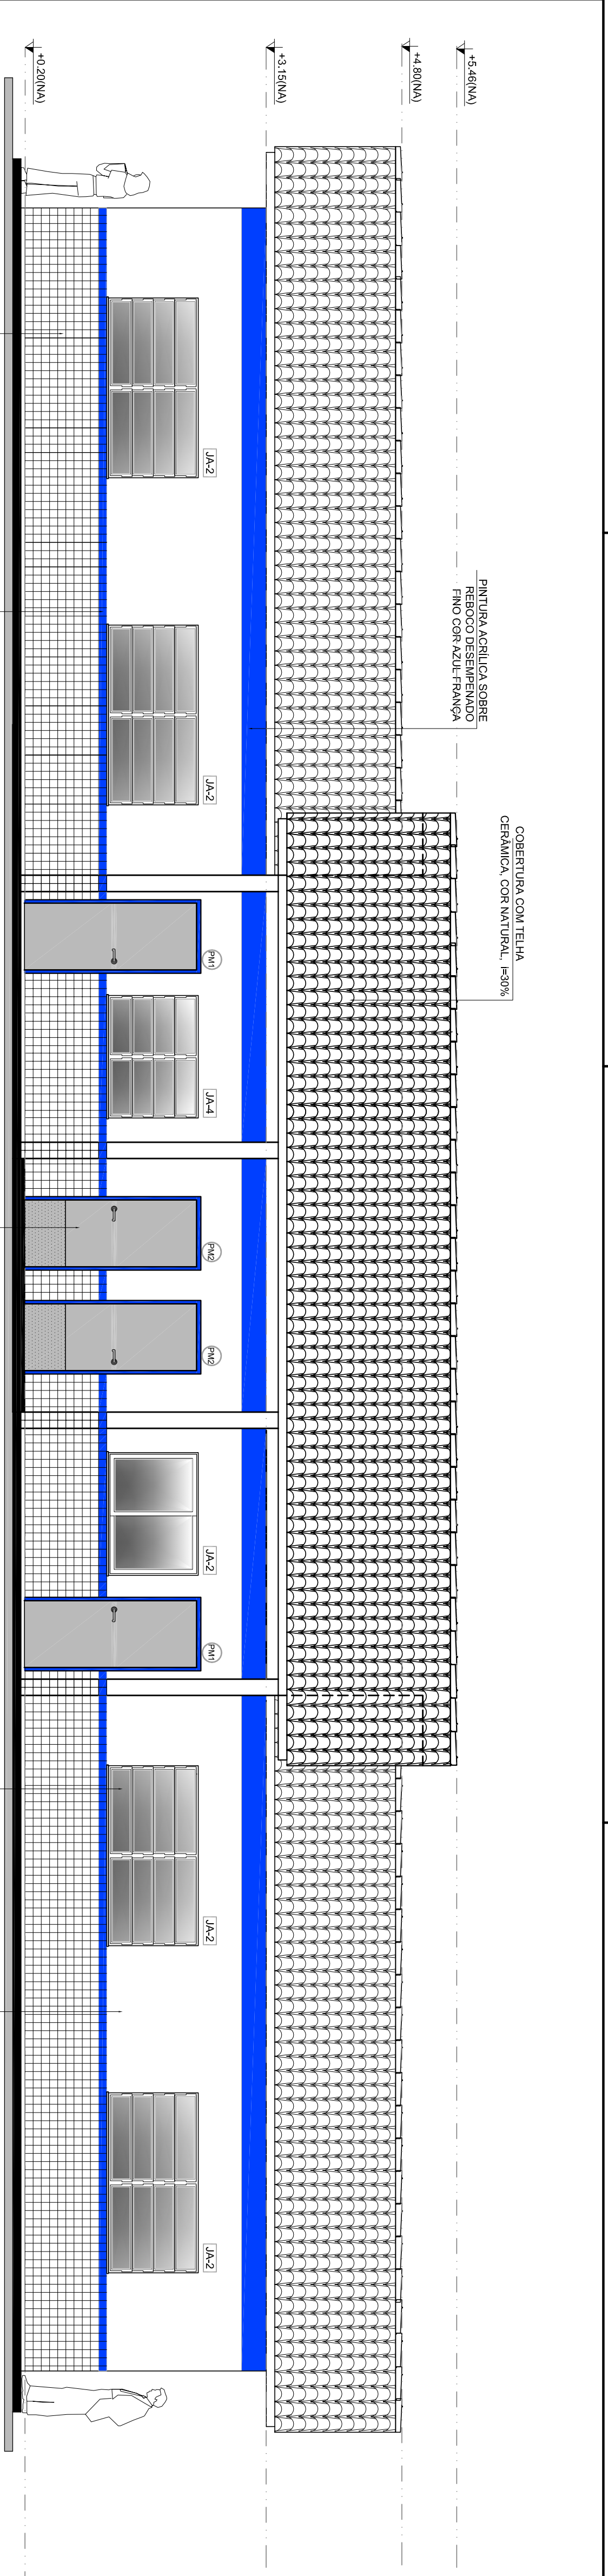 +5.46(NA)
+4.80(NA)
+3.15(NA)
+0.20(NA)
PINTURA ACRÍLICA SOBRE
REBOCO DESEMPENADO
FINO COR AZUL FRANÇA
COBERTURA COM TELHA
CERÂMICA, COR NATURAL, i=30%
JA-2
JA-2
PM1
JA-4
PM2
PM2
JA-2
PM1
JA-2
JA-2